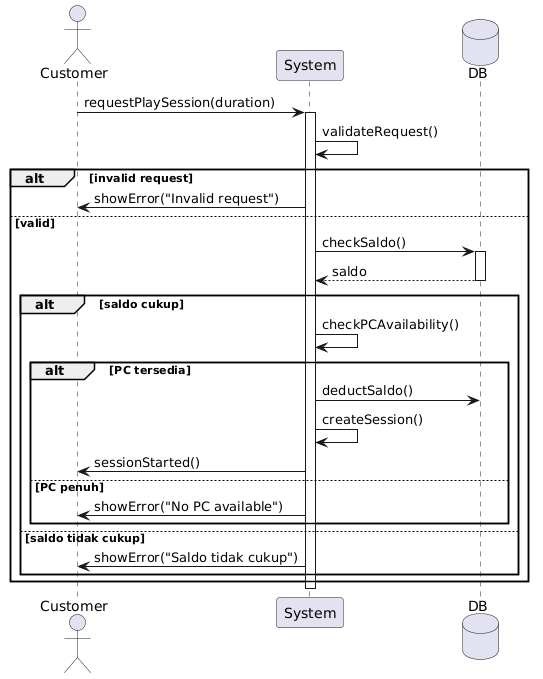 Customer
System
DB
requestPlaySession(duration)
validateRequest()
alt [invalid request]
showError("Invalid request")
[valid]
checkSaldo()
saldo
alt [saldo cukup]
checkPCAvailability()
alt [PC tersedia]
deductSaldo()
createSession()
sessionStarted()
[PC penuh]
showError("No PC available")
[saldo tidak cukup]
showError("Saldo tidak cukup")
Customer
System
DB